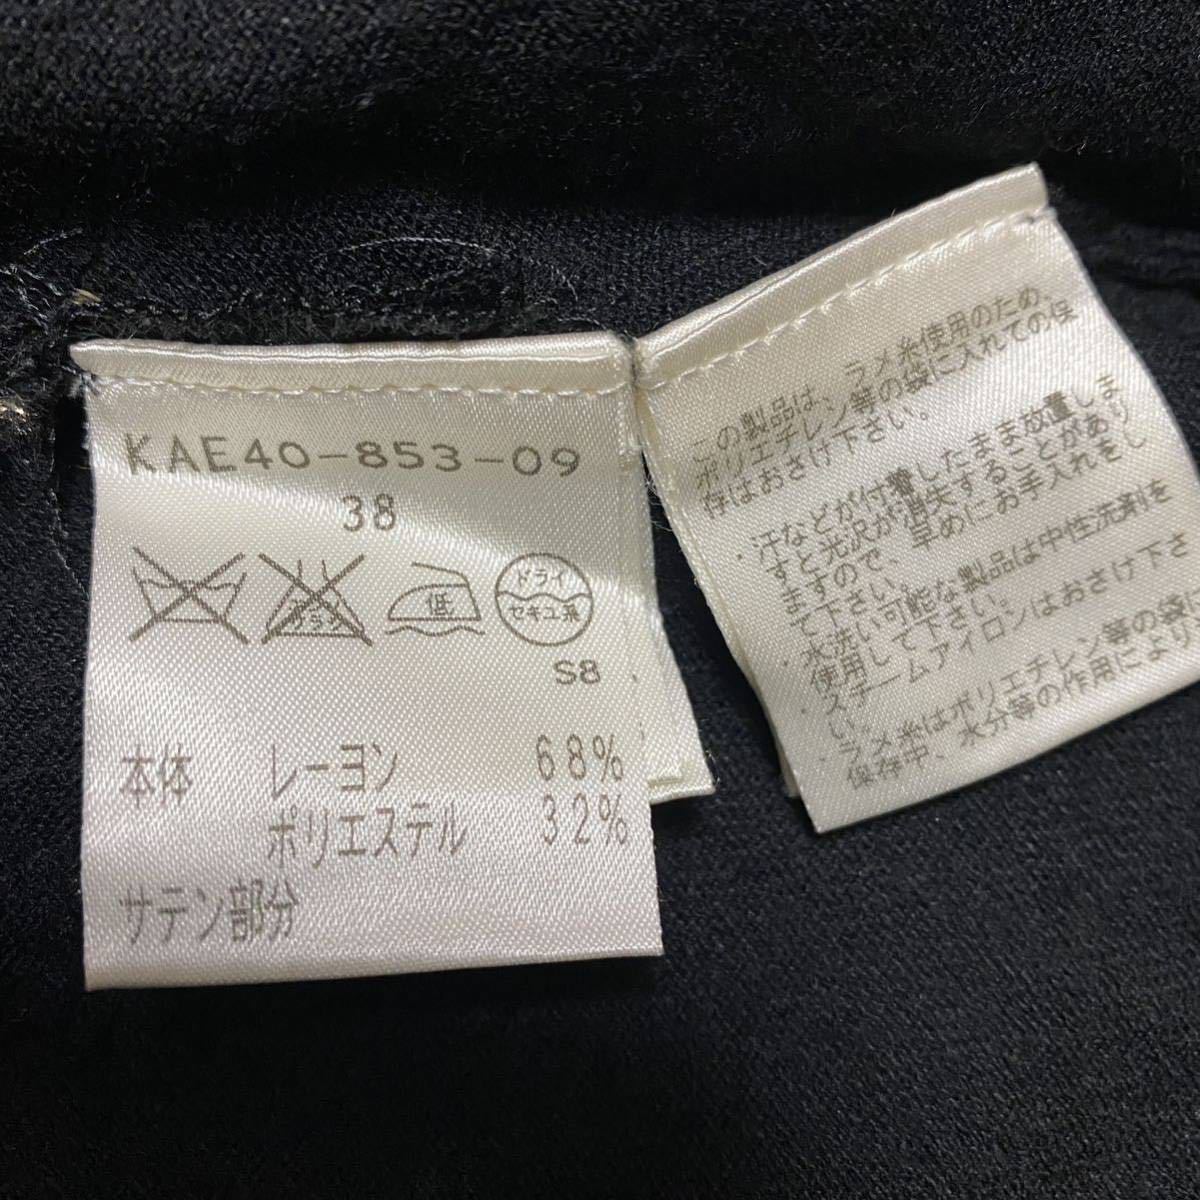 KAE40-853-09
38
エンソサラシ
低
ドライ
セキユ系
S8
本体 レーヨン 68%
ポリエステル 32%
サテン部分
この製品は、ラメ糸使用のため、
ポリエチレン等の袋に入れての保
存はおさけ下さい。
・汗などが付着したまま放置しま
すと光沢が消失することがあり
ますので、早めにお手入れをし
て下さい。
・水洗い可能な製品は中性洗剤を
使用して下さい。
・スチームアイロンはおさけ下さ
い。
・ラメ糸はポリエチレン等の袋に
保存中、水分等の作用により